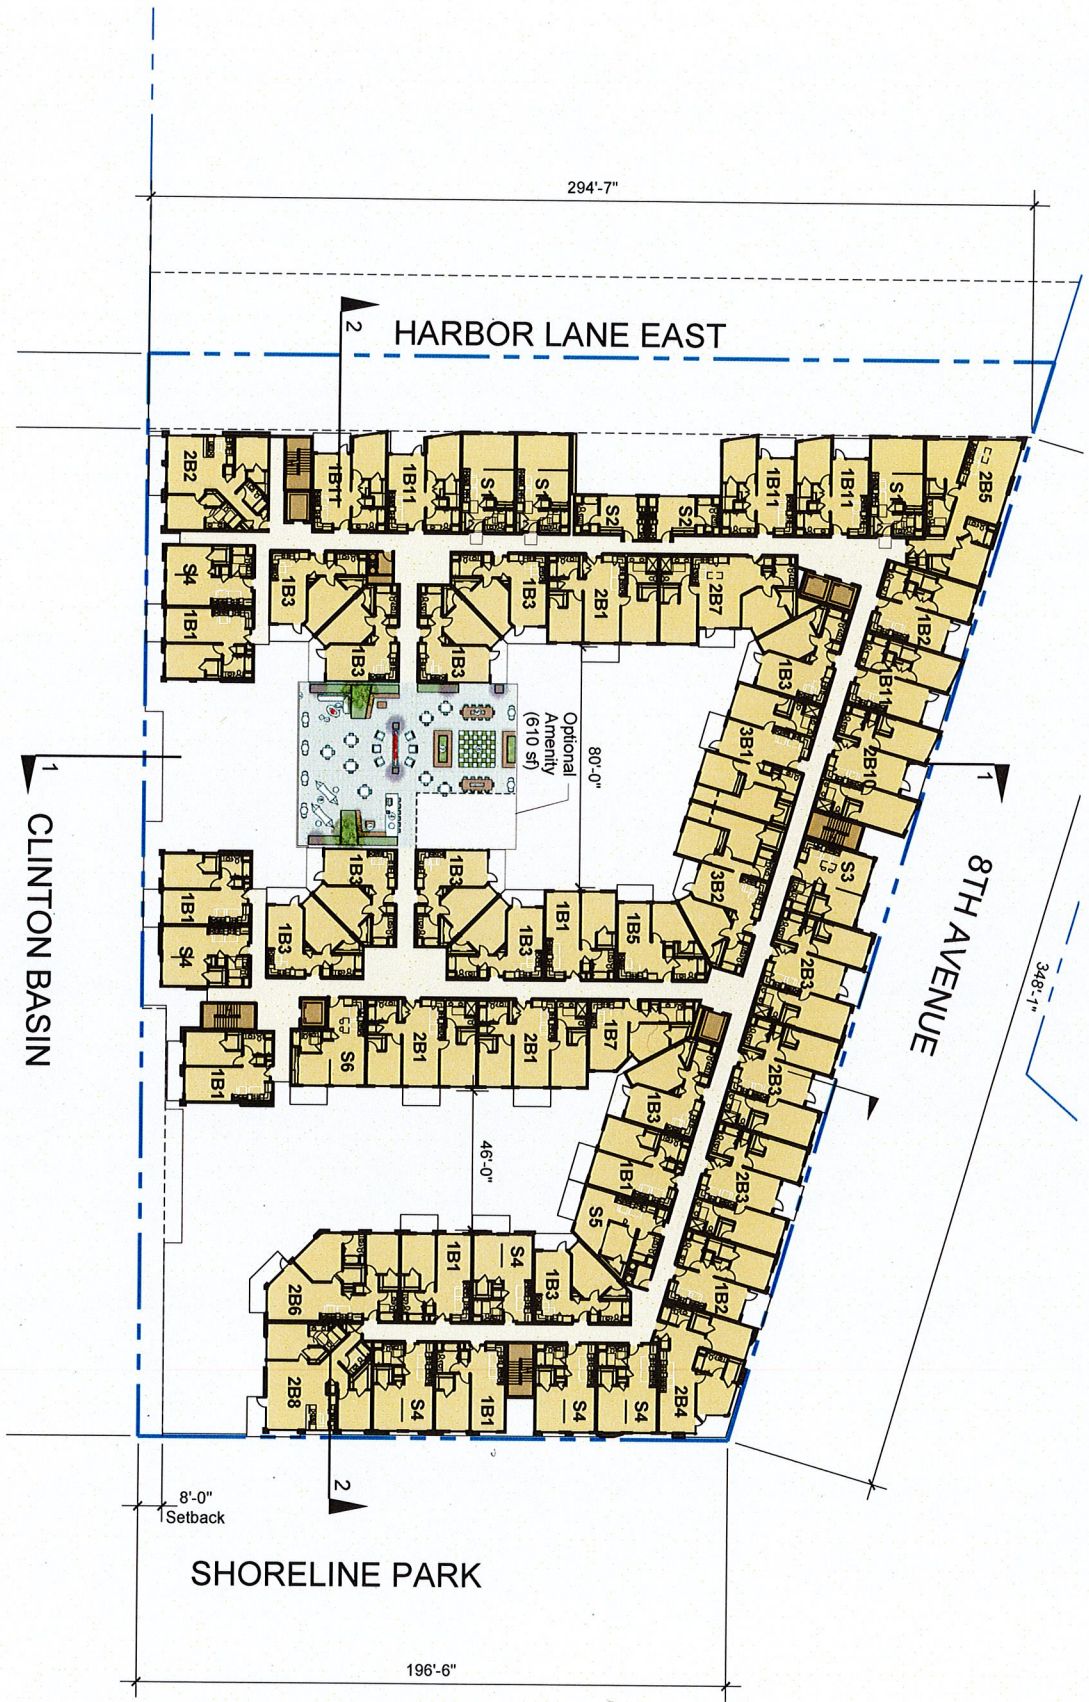 294'-7"
HARBOR LANE EAST
2
2B2
1B11
1B11
S1
S1
S2
S2
1B11
1B11
S1
2B5
S4
1B1
1B3
1B3
1B3
1B3
2B1
2B7
1B2
1B11
2B10
1B3
3B1
3B2
Optional
Amenity
(610 sf)
80'-0"
1
1
CLINTON BASIN
8TH AVENUE
348'-1"
S3
2B3
2B3
2B3
1B2
1B1
S4
1B3
1B3
1B3
1B3
1B1
1B5
1B1
S6
2B1
2B1
1B7
1B3
1B1
S5
46'-0"
2B6
1B1
S4
1B3
2B8
S4
1B1
S4
S4
2B4
2
8'-0"
Setback
SHORELINE PARK
196'-6"